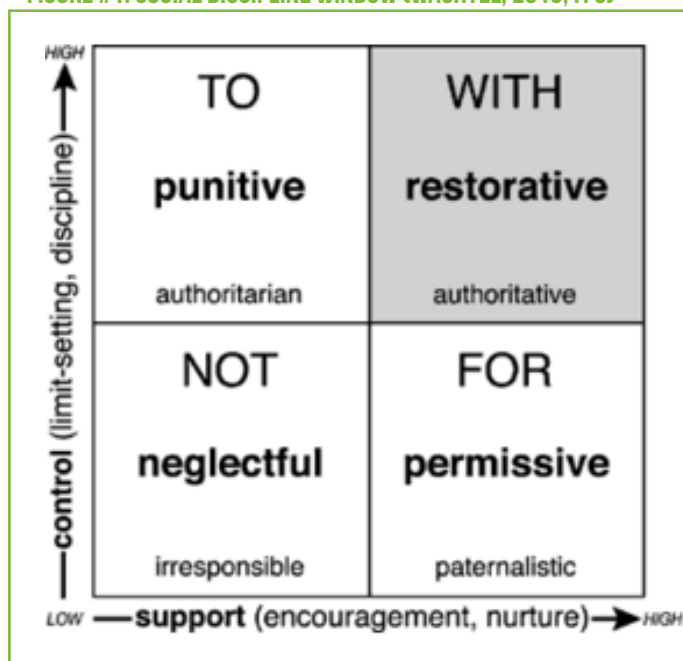 HIGH
TO
punitive
authoritarian
WITH
restorative
authoritative
NOT
neglectful
irresponsible
FOR
permissive
paternalistic
control (limit-setting, discipline)
LOW
support (encouragement, nurture)
HIGH